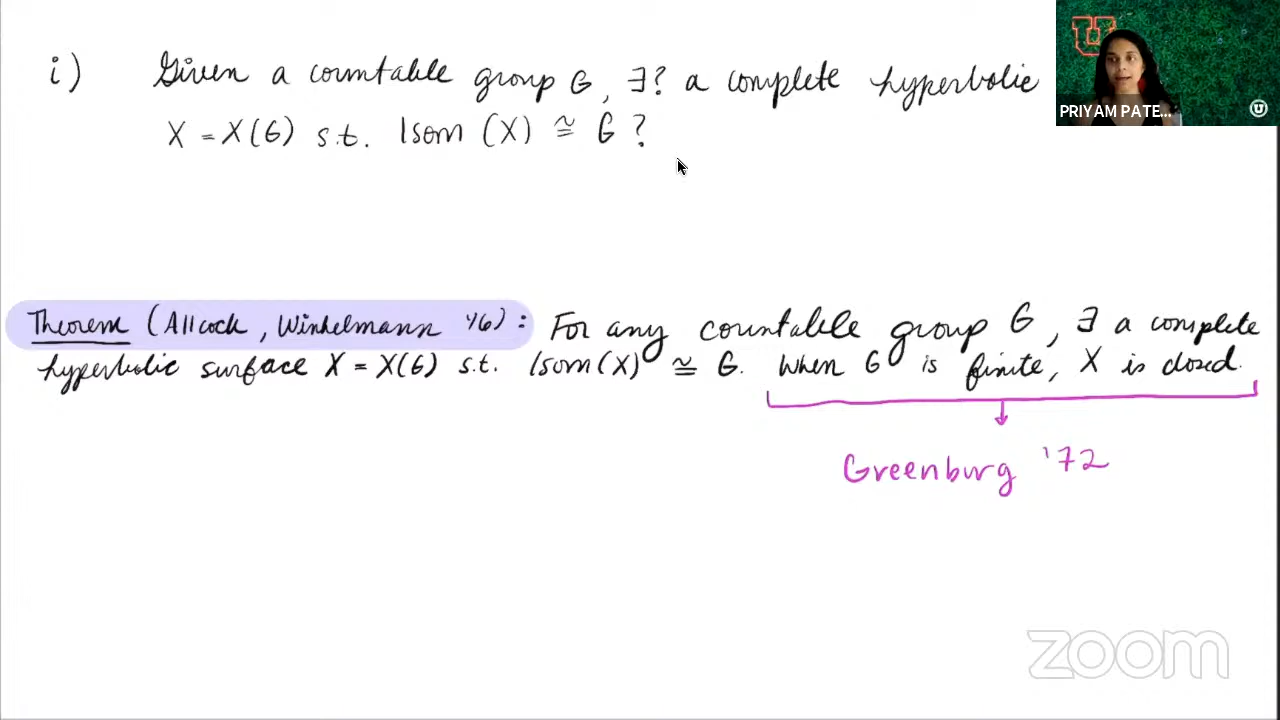 i) Given a countable group G, ∃? a complete hyperbolic
X = X(G) s.t. Isom (X) ≅ G ?
U
PRIYAM PATE...
Theorem (Allcock, Winkelmann '06): For any countable group G, ∃ a complete
hyperbolic surface X = X(G) s.t. Isom(X) ≅ G. When G is finite, X is closed.
Greenburg '72
zoom